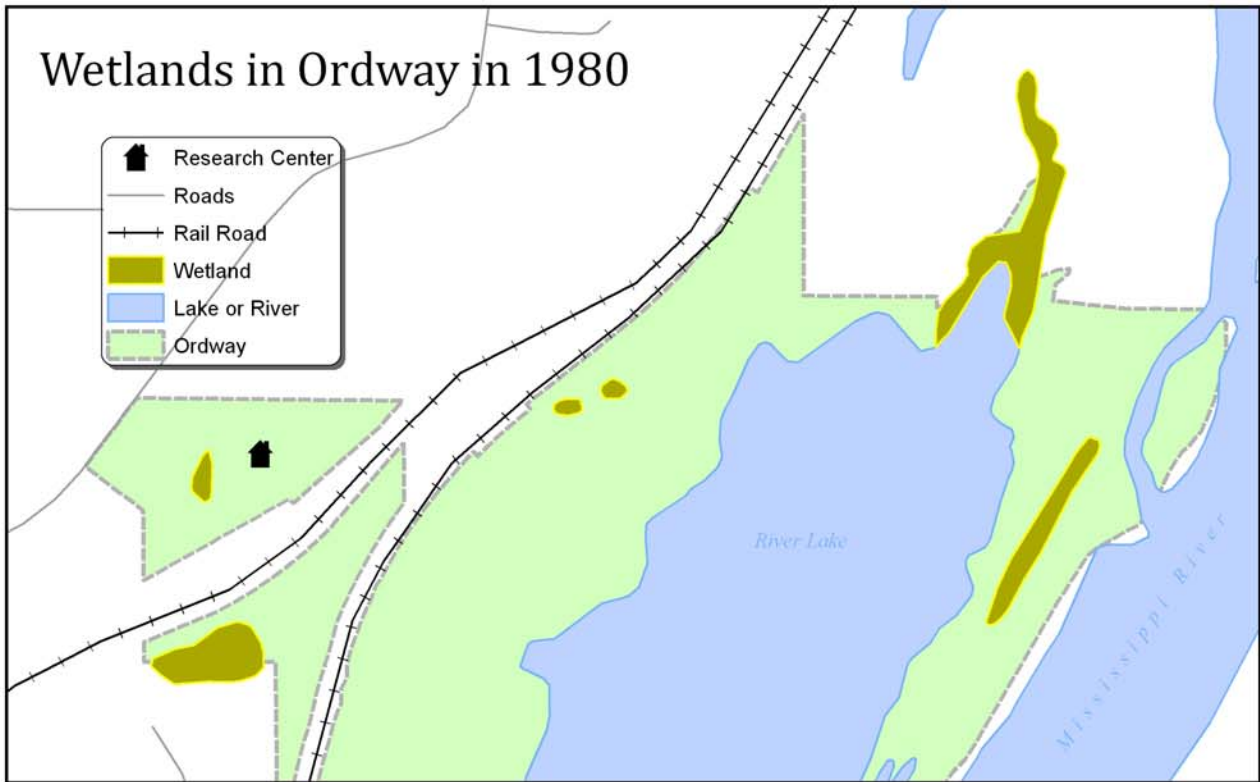 Wetlands in Ordway in 1980
Research Center
Roads
Rail Road
Wetland
Lake or River
Ordway
River Lake
Mississippi River